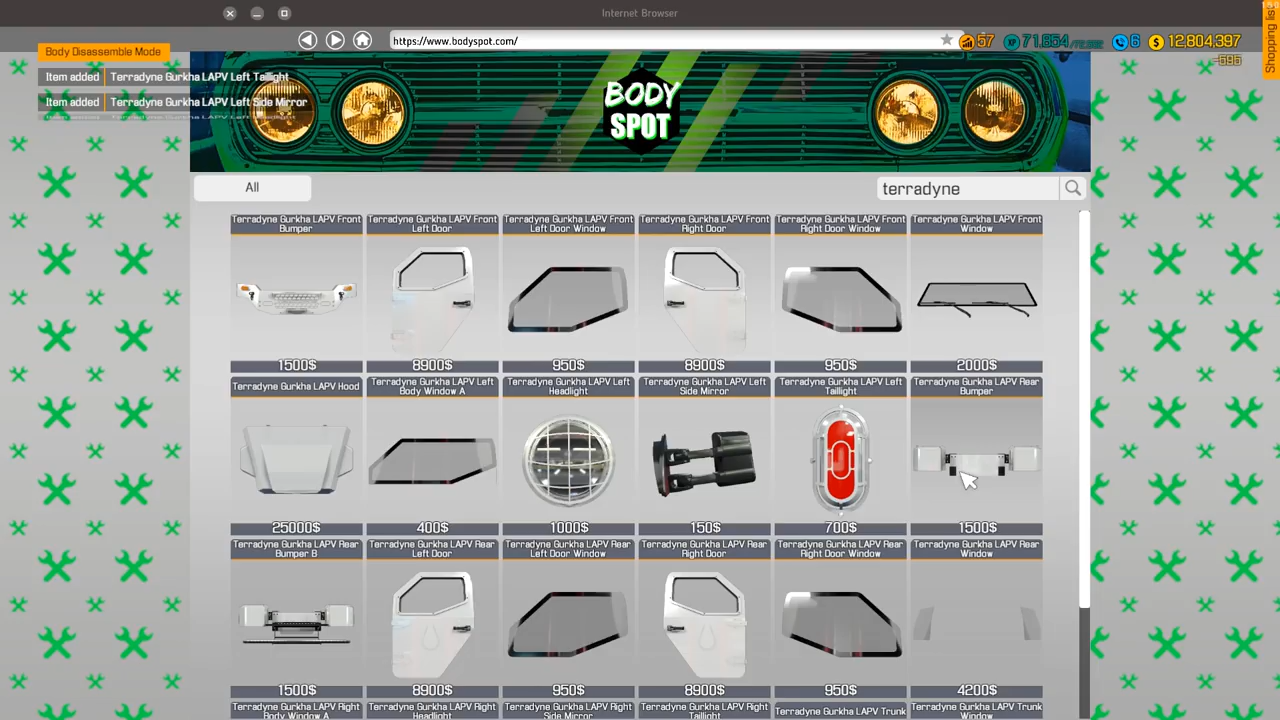 Internet Browser
https://www.bodyspot.com/
57
6
12,804,397
-595
Shopping list
Body Disassemble Mode
Item added Terradyne Gurkha LAPV Left Taillight
Item added Terradyne Gurkha LAPV Left Side Mirror
BODY
SPOT
All
terradyne
Terradyne Gurkha LAPV Front
Bumper
Terradyne Gurkha LAPV Front
Left Door
Terradyne Gurkha LAPV Front
Left Door Window
Terradyne Gurkha LAPV Front
Right Door
Terradyne Gurkha LAPV Front
Right Door Window
Terradyne Gurkha LAPV Front
Window
1500$
8900$
950$
8900$
950$
2000$
Terradyne Gurkha LAPV Hood
Terradyne Gurkha LAPV Left
Body Window A
Terradyne Gurkha LAPV Left
Headlight
Terradyne Gurkha LAPV Left
Side Mirror
Terradyne Gurkha LAPV Left
Taillight
Terradyne Gurkha LAPV Rear
Bumper
25000$
400$
1000$
150$
700$
1500$
Terradyne Gurkha LAPV Rear
Bumper B
Terradyne Gurkha LAPV Rear
Left Door
Terradyne Gurkha LAPV Rear
Left Door Window
Terradyne Gurkha LAPV Rear
Right Door
Terradyne Gurkha LAPV Rear
Right Door Window
Terradyne Gurkha LAPV Rear
Window
1500$
8900$
950$
8900$
950$
4200$
Terradyne Gurkha LAPV Right
Body Window A
Terradyne Gurkha LAPV Right
Headlight
Terradyne Gurkha LAPV Right
Side Mirror
Terradyne Gurkha LAPV Right
Taillight
Terradyne Gurkha LAPV Trunk
Terradyne Gurkha LAPV Trunk
Window